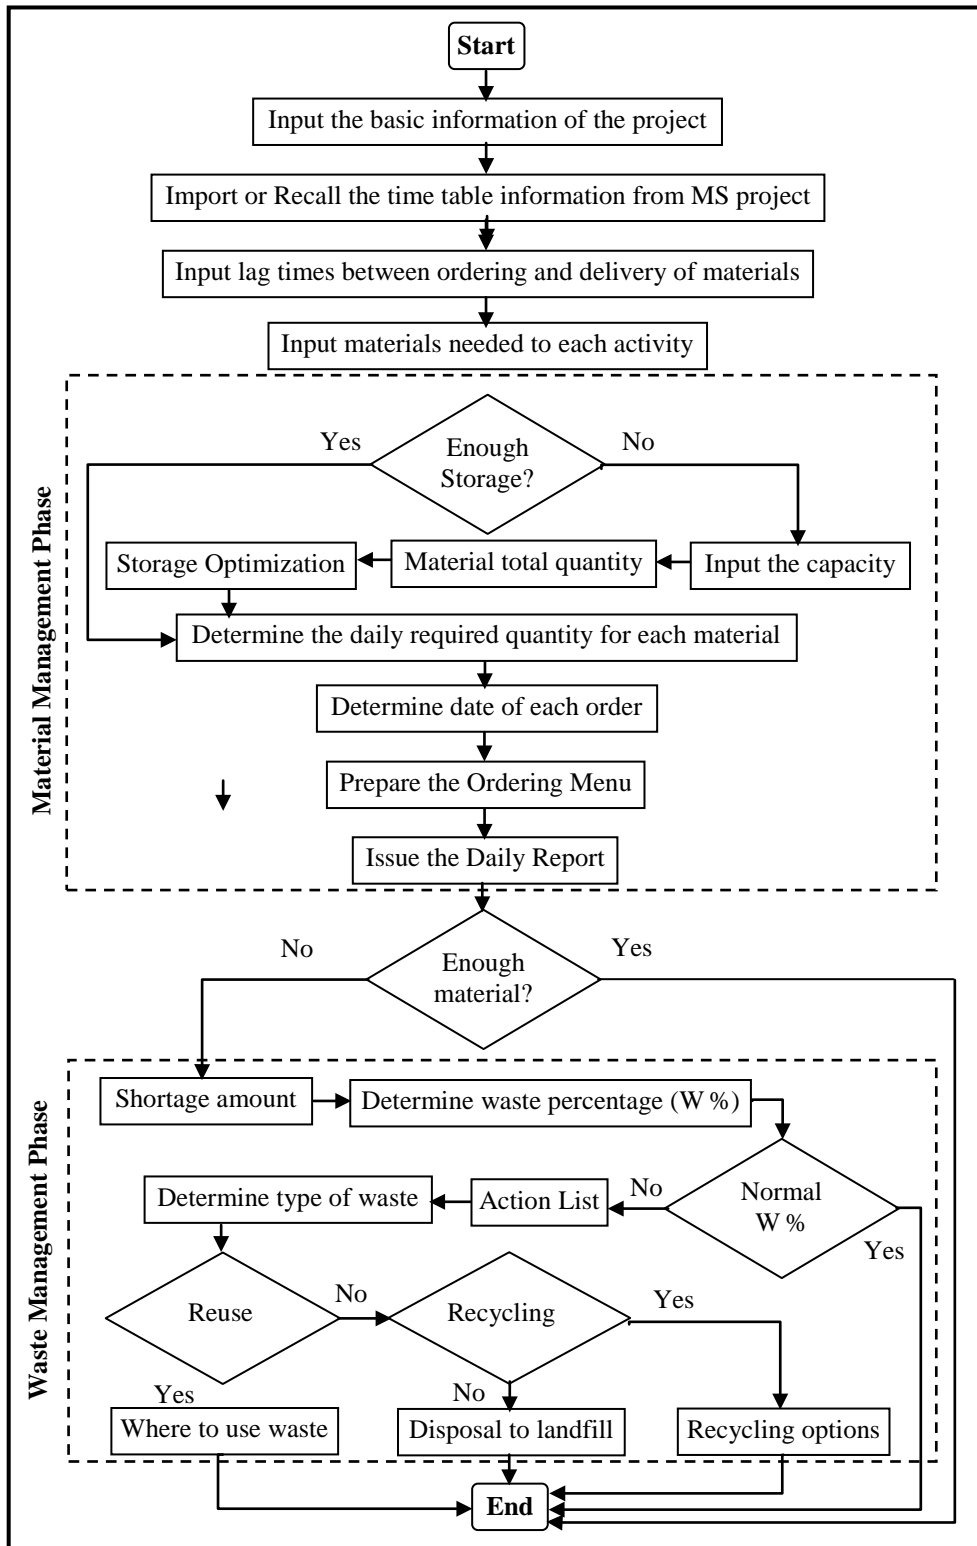 Start
Input the basic information of the project
Import or Recall the time table information from MS project
Input lag times between ordering and delivery of materials
Input materials needed to each activity
Material Management Phase
Yes
Enough
Storage?
No
Storage Optimization
Material total quantity
Input the capacity
Determine the daily required quantity for each material
Determine date of each order
Prepare the Ordering Menu
Issue the Daily Report
No
Enough
material?
Yes
Waste Management Phase
Shortage amount
Determine waste percentage (W %)
Determine type of waste
Action List
No
Normal
W %
Yes
Reuse
No
Recycling
Yes
Yes
No
Where to use waste
Disposal to landfill
Recycling options
End